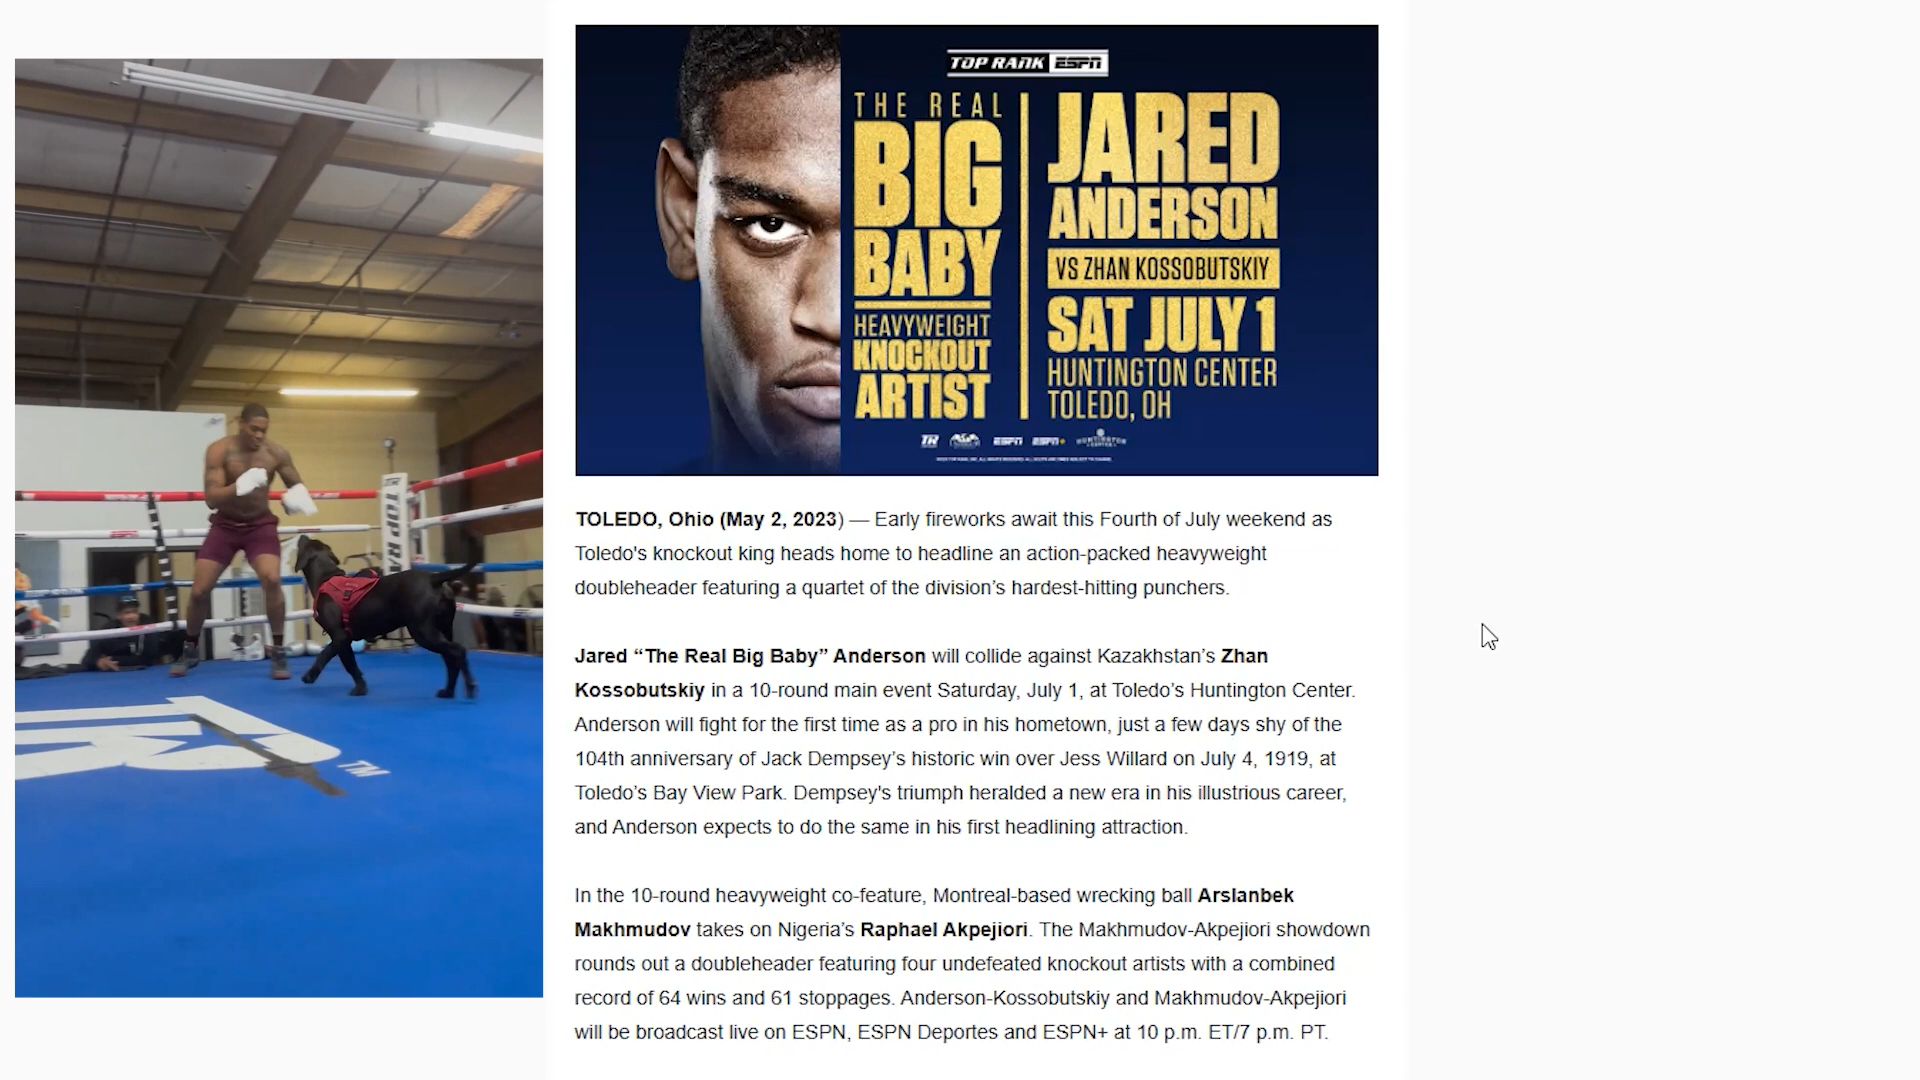 TOP RANK ESPN
THE REAL
BIG
BABY
HEAVYWEIGHT
KNOCKOUT
ARTIST
JARED
ANDERSON
VS ZHAN KOSSOBUTSKIY
SAT JULY 1
HUNTINGTON CENTER
TOLEDO, OH
TR ESPN ESPN+ HUNTINGTON CENTER
TOP RA
TM
TOLEDO, Ohio (May 2, 2023) — Early fireworks await this Fourth of July weekend as
Toledo's knockout king heads home to headline an action-packed heavyweight
doubleheader featuring a quartet of the division’s hardest-hitting punchers.
Jared “The Real Big Baby” Anderson will collide against Kazakhstan’s Zhan
Kossobutskiy in a 10-round main event Saturday, July 1, at Toledo’s Huntington Center.
Anderson will fight for the first time as a pro in his hometown, just a few days shy of the
104th anniversary of Jack Dempsey’s historic win over Jess Willard on July 4, 1919, at
Toledo’s Bay View Park. Dempsey's triumph heralded a new era in his illustrious career,
and Anderson expects to do the same in his first headlining attraction.
In the 10-round heavyweight co-feature, Montreal-based wrecking ball Arslanbek
Makhmudov takes on Nigeria’s Raphael Akpejiori. The Makhmudov-Akpejiori showdown
rounds out a doubleheader featuring four undefeated knockout artists with a combined
record of 64 wins and 61 stoppages. Anderson-Kossobutskiy and Makhmudov-Akpejiori
will be broadcast live on ESPN, ESPN Deportes and ESPN+ at 10 p.m. ET/7 p.m. PT.